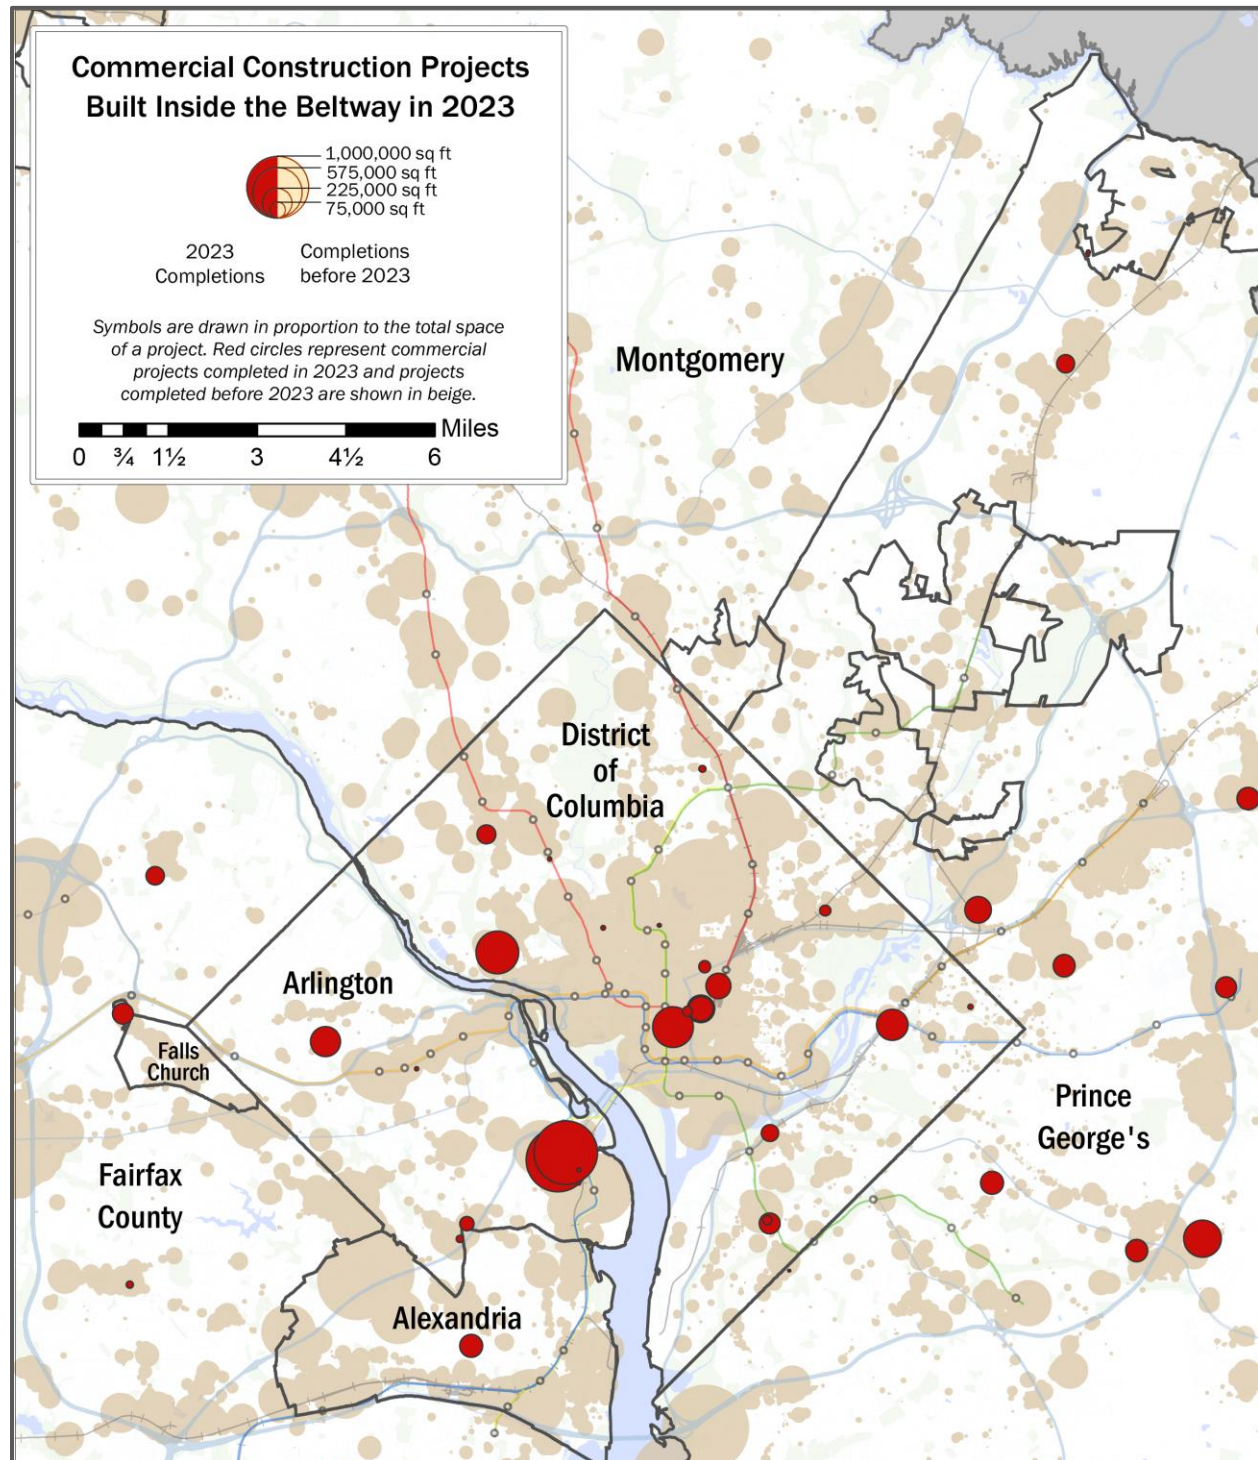 Commercial Construction Projects
Built Inside the Beltway in 2023
1,000,000 sq ft
575,000 sq ft
225,000 sq ft
75,000 sq ft
2023
Completions
Completions
before 2023
Symbols are drawn in proportion to the total space
of a project. Red circles represent commercial
projects completed in 2023 and projects
completed before 2023 are shown in beige.
Miles
0 ¾ 1½ 3 4½ 6
Montgomery
District
of
Columbia
Arlington
Falls
Church
Prince
George's
Fairfax
County
Alexandria